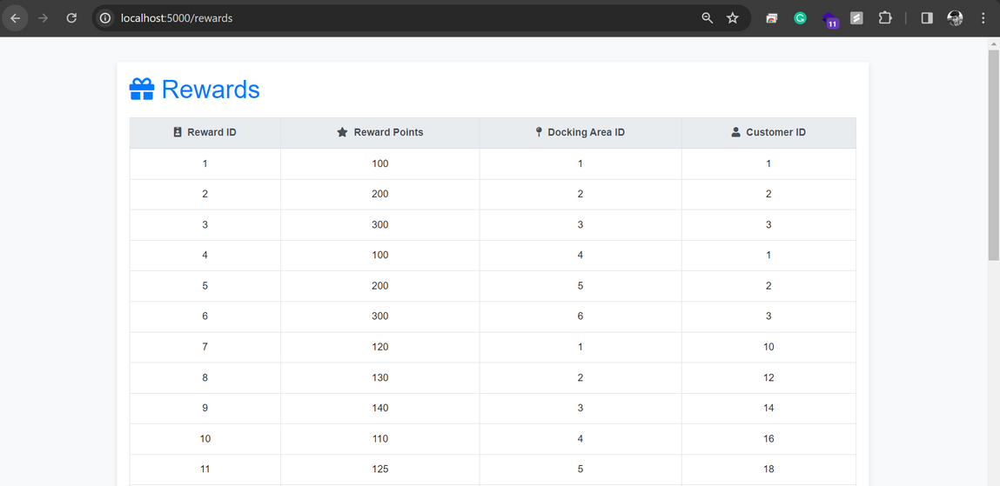 localhost:5000/rewards
11
Rewards
Reward ID Reward Points Docking Area ID Customer ID
1 100 1 1
2 200 2 2
3 300 3 3
4 100 4 1
5 200 5 2
6 300 6 3
7 120 1 10
8 130 2 12
9 140 3 14
10 110 4 16
11 125 5 18